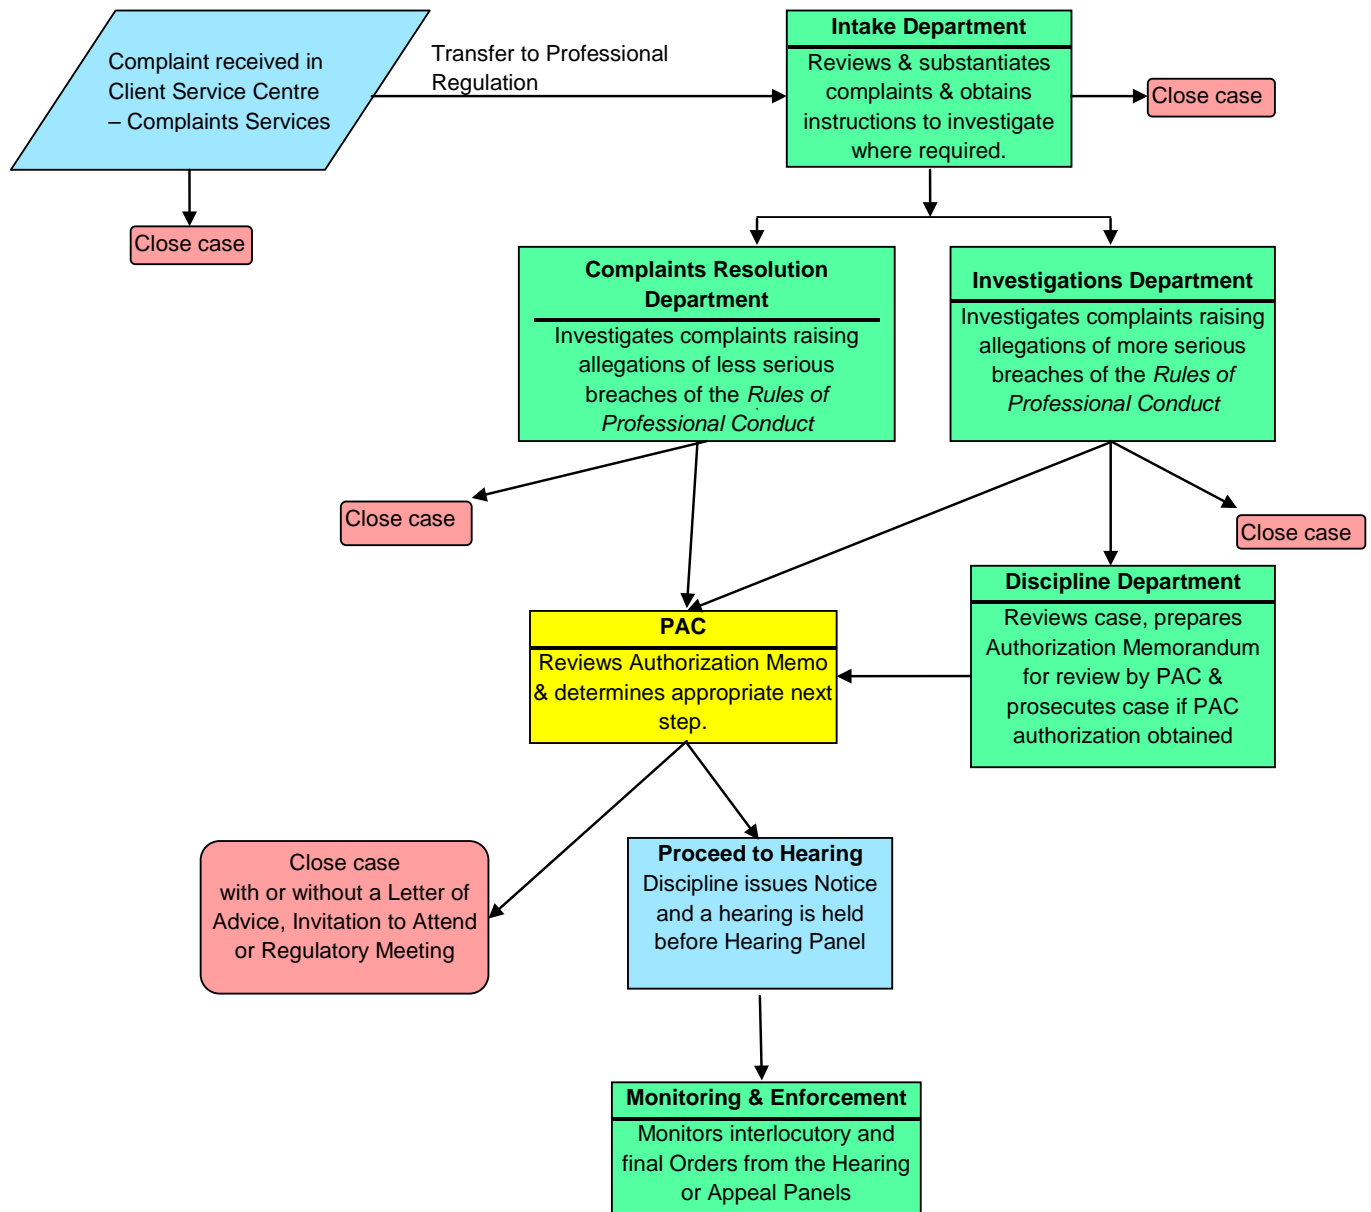 Complaint received in
Client Service Centre
– Complaints Services
Transfer to Professional
Regulation
Intake Department
Reviews & substantiates
complaints & obtains
instructions to investigate
where required.
Close case
Close case
Complaints Resolution
Department
Investigates complaints raising
allegations of less serious
breaches of the Rules of
Professional Conduct
Investigations Department
Investigates complaints raising
allegations of more serious
breaches of the Rules of
Professional Conduct
Close case
Close case
Discipline Department
Reviews case, prepares
Authorization Memorandum
for review by PAC &
prosecutes case if PAC
authorization obtained
PAC
Reviews Authorization Memo
& determines appropriate next
step.
Close case
with or without a Letter of
Advice, Invitation to Attend
or Regulatory Meeting
Proceed to Hearing
Discipline issues Notice
and a hearing is held
before Hearing Panel
Monitoring & Enforcement
Monitors interlocutory and
final Orders from the Hearing
or Appeal Panels